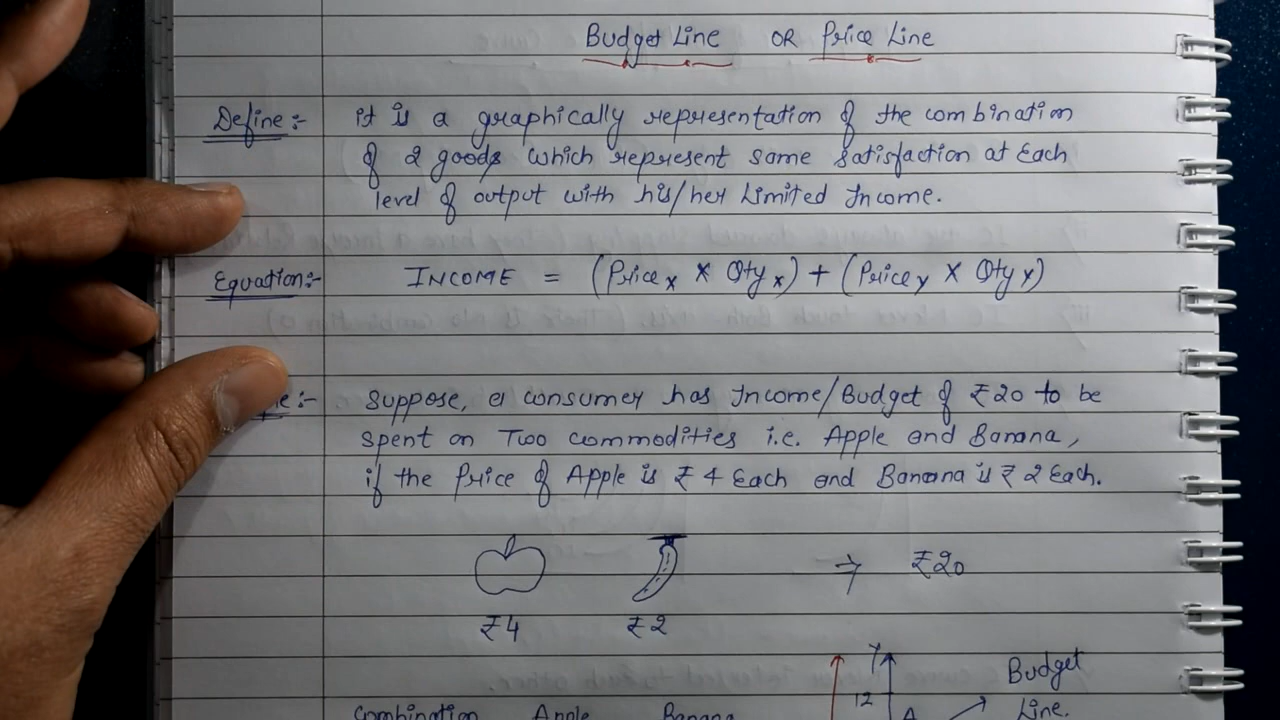 Budget Line OR Price Line
Define:- it is a graphically representation of the combination
of 2 goods which represent same satisfaction at Each
level of output with his/her Limited Income.
Equation:- INCOME = (Price x × Qty x) + (Price y × Qty y)
Suppose, a consumer has Income/Budget of ₹20 to be
spent on Two commodities i.e. Apple and Banana,
if the Price of Apple is ₹4 Each and Banana is ₹2 Each.
⇒ ₹20
₹4 ₹2
Y
Budget
12
Line.
Combination Apple Banana
A